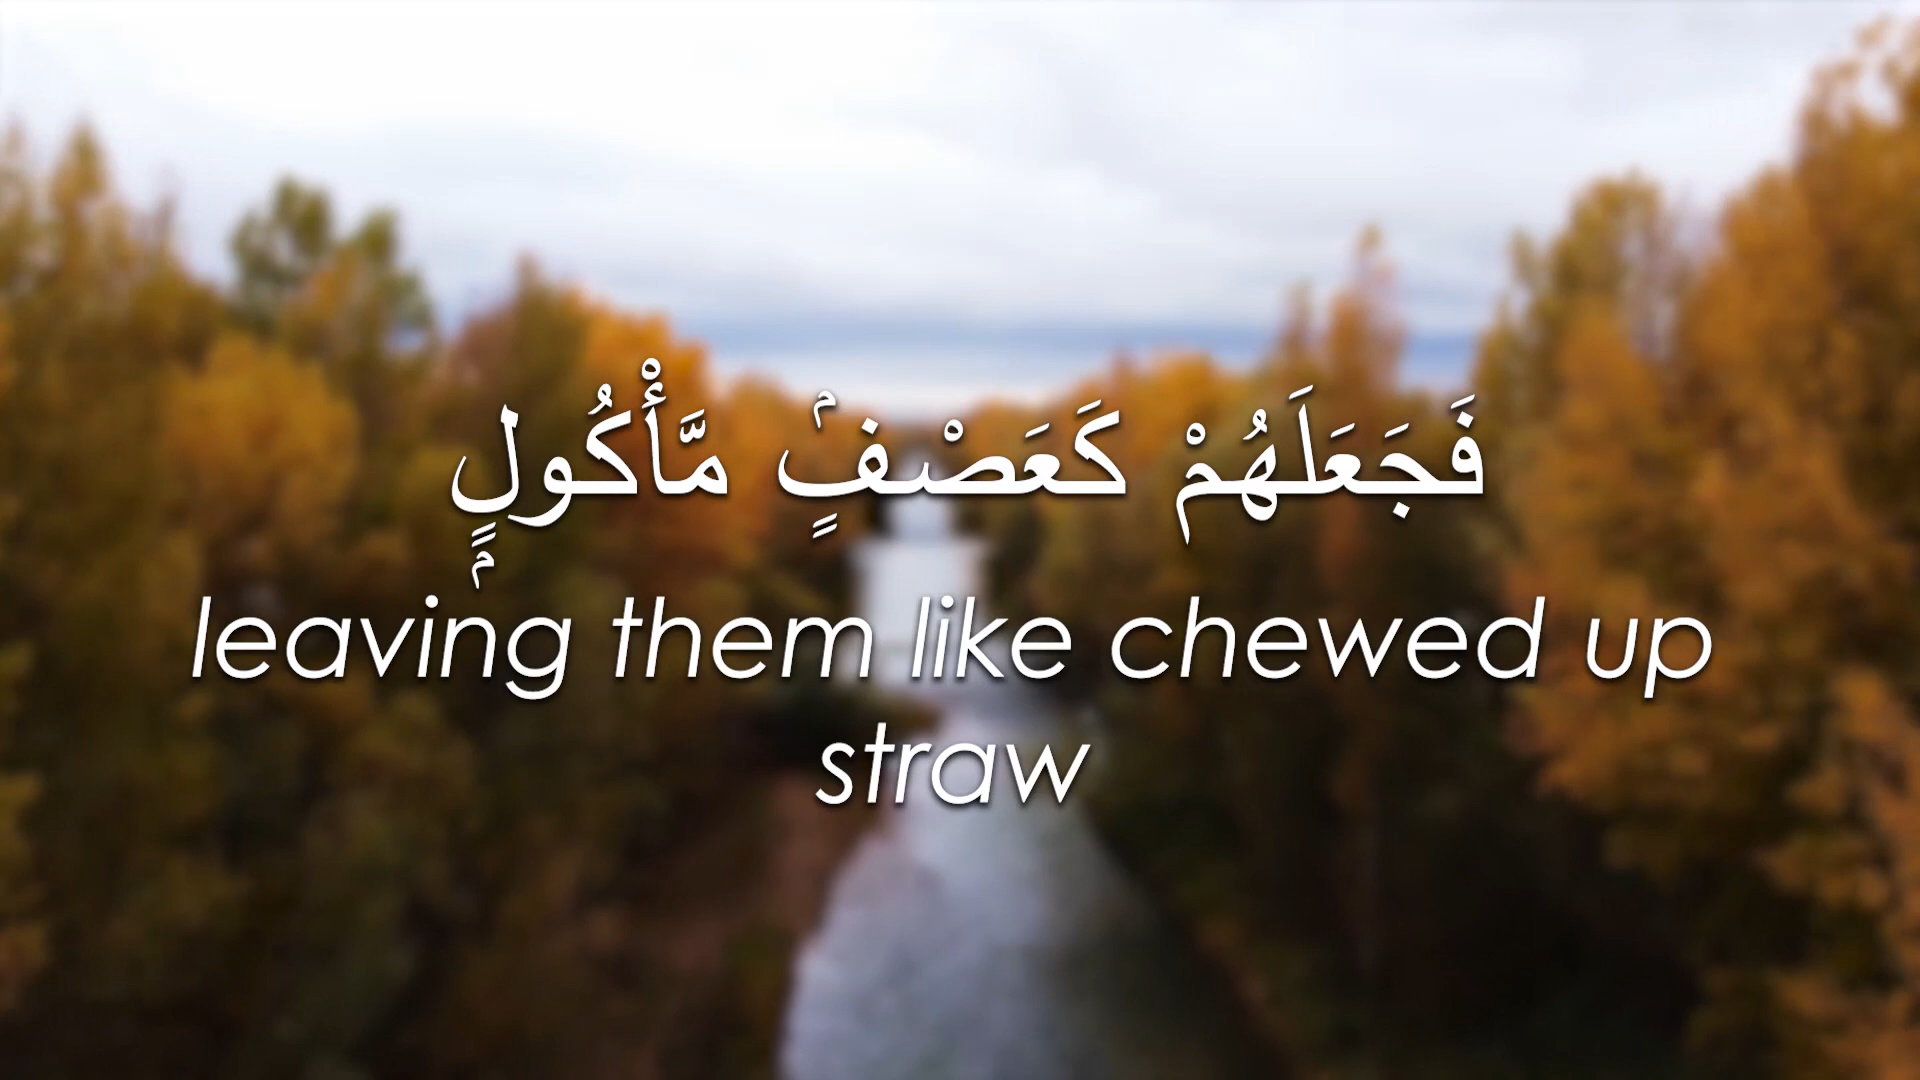 فَجَعَلَهُمْ كَعَصْفٍۢ مَّأْكُولٍۭ
leaving them like chewed up
straw